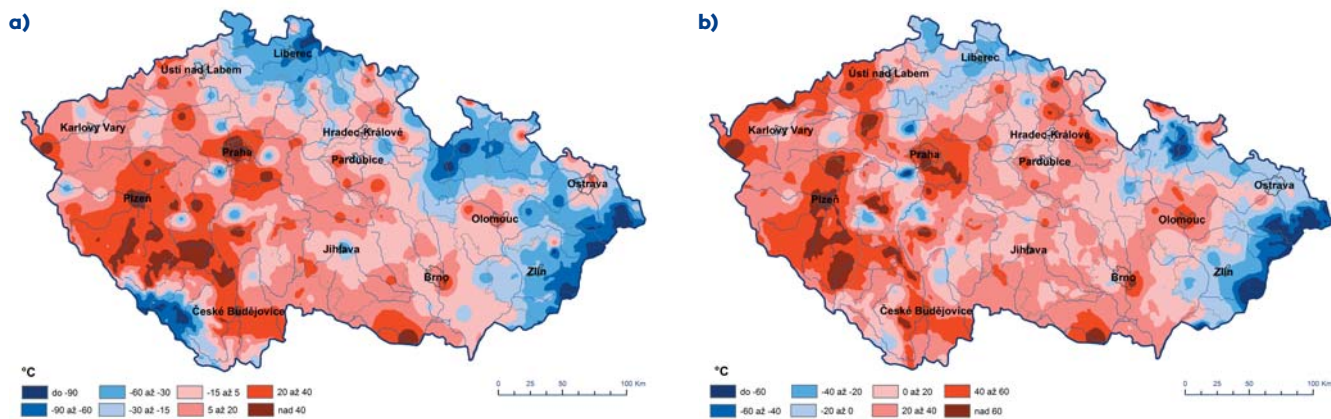 a)
Liberec
Ústí nad Labem
Karlovy Vary
Praha
Hradec-Králové
Pardubice
Plzeň
Ostrava
Olomouc
Jihlava
Zlín
Brno
České Budějovice
°C
do -90
-60 až -30
-15 až 5
20 až 40
-90 až -60
-30 až -15
5 až 20
nad 40
0 25 50 100 Km
b)
Liberec
Ústí nad Labem
Karlovy Vary
Praha
Hradec-Králové
Pardubice
Plzeň
Ostrava
Olomouc
Jihlava
Zlín
Brno
České Budějovice
°C
do -60
-40 až -20
0 až 20
40 až 60
-60 až -40
-20 až 0
20 až 40
nad 60
0 25 50 100 Km